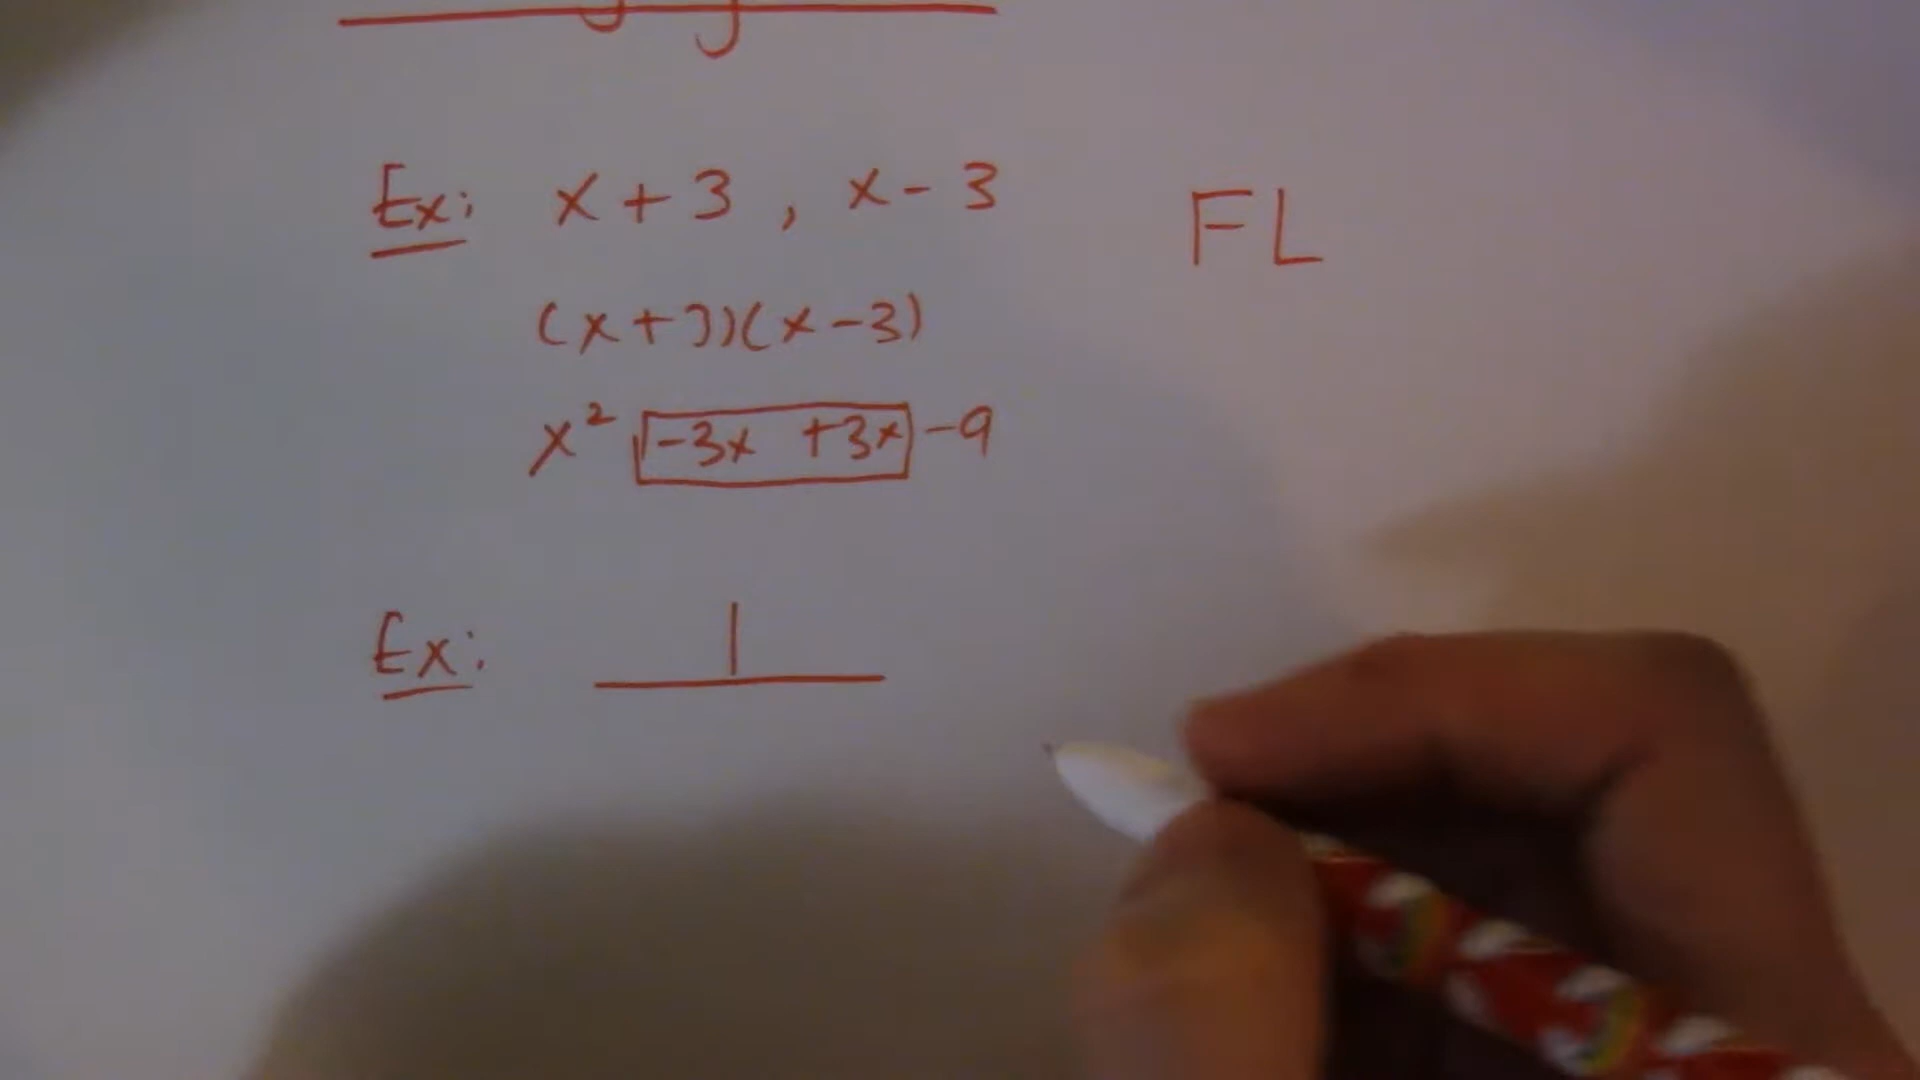 Ex: x + 3 , x - 3
FL
(x+3)(x-3)
x² -3x +3x -9
Ex: 1